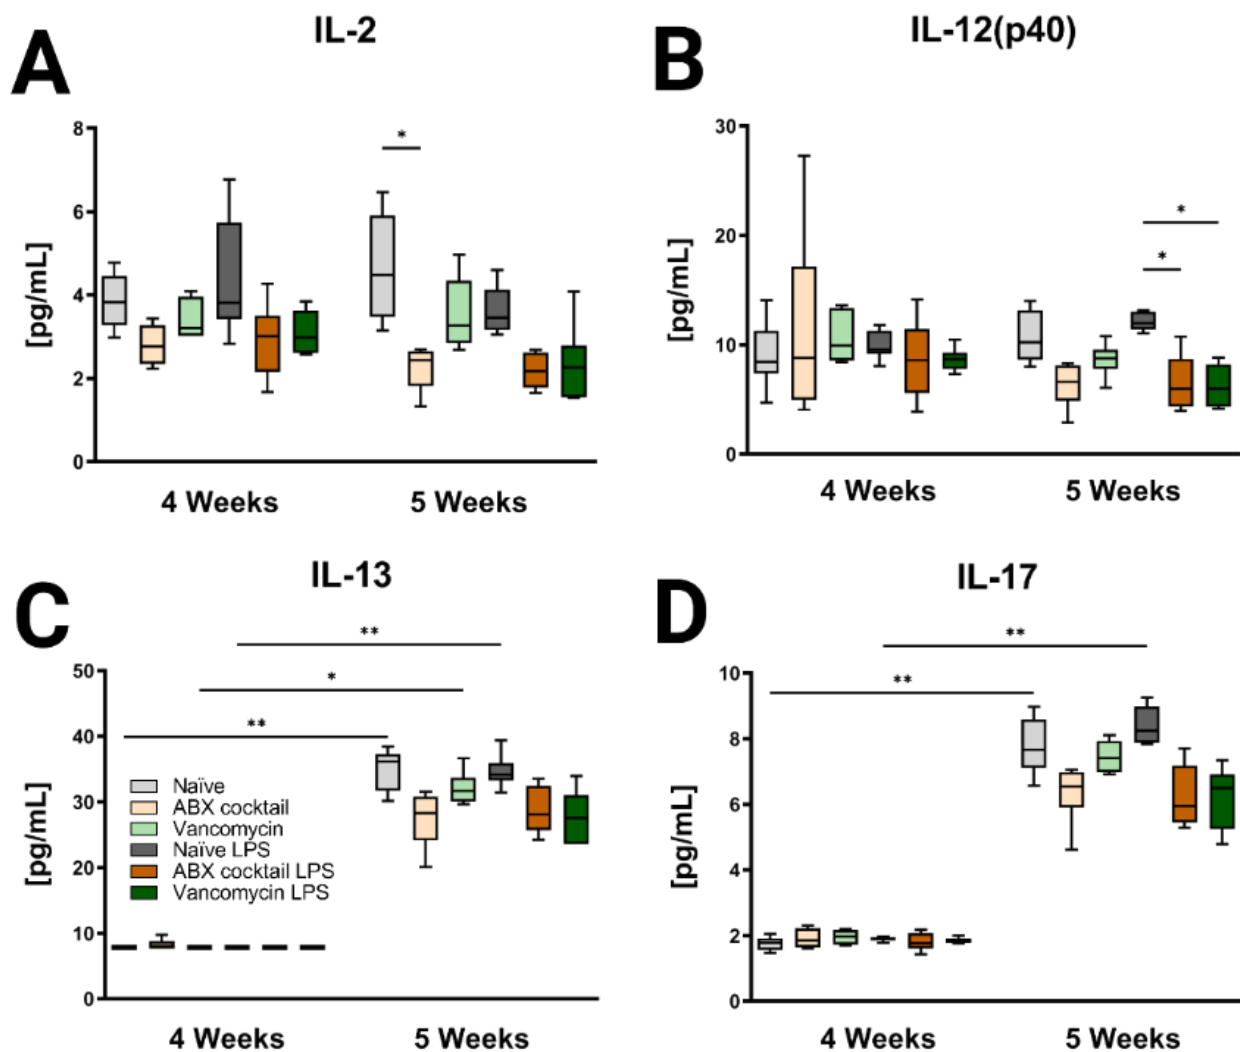 A
IL-2
[pg/mL]
8
6
4
2
0
*
4 Weeks
5 Weeks
B
IL-12(p40)
[pg/mL]
30
20
10
0
*
*
4 Weeks
5 Weeks
C
IL-13
[pg/mL]
50
40
30
20
10
0
**
*
**
Naïve
ABX cocktail
Vancomycin
Naïve LPS
ABX cocktail LPS
Vancomycin LPS
4 Weeks
5 Weeks
D
IL-17
[pg/mL]
10
8
6
4
2
0
**
**
4 Weeks
5 Weeks